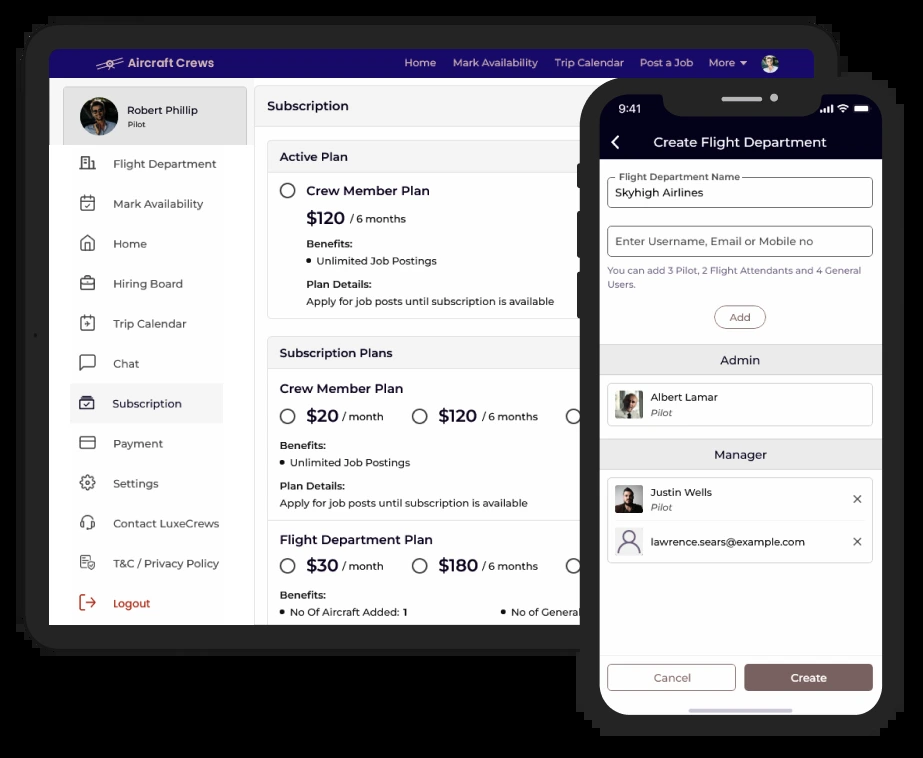 Aircraft Crews
Home Mark Availability Trip Calendar Post a Job More
Robert Phillip
Pilot
Flight Department
Mark Availability
Home
Hiring Board
Trip Calendar
Chat
Subscription
Payment
Settings
Contact LuxeCrews
T&C / Privacy Policy
Logout
Subscription
Active Plan
Crew Member Plan
$120 / 6 months
Benefits:
• Unlimited Job Postings
Plan Details:
Apply for job posts until subscription is available
Subscription Plans
Crew Member Plan
$20 / month $120 / 6 months
Benefits:
• Unlimited Job Postings
Plan Details:
Apply for job posts until subscription is available
Flight Department Plan
$30 / month $180 / 6 months
Benefits:
• No Of Aircraft Added: 1 • No of General
9:41
Create Flight Department
Flight Department Name
Skyhigh Airlines
Enter Username, Email or Mobile no
You can add 3 Pilot, 2 Flight Attendants and 4 General
Users.
Add
Admin
Albert Lamar
Pilot
Manager
Justin Wells
Pilot
lawrence.sears@example.com
Cancel Create